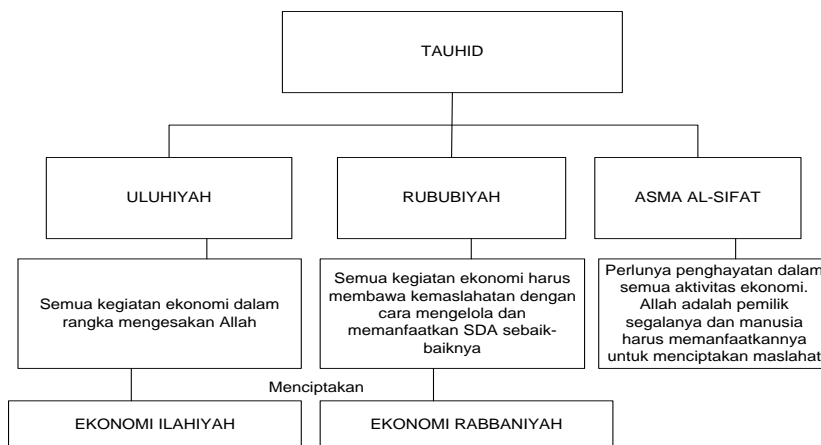 TAUHID
ULUHIYAH
RUBUBIYAH
ASMA AL-SIFAT
Semua kegiatan ekonomi dalam
rangka mengesakan Allah
Semua kegiatan ekonomi harus
membawa kemaslahatan dengan
cara mengelola dan
memanfaatkan SDA sebaik-
baiknya
Perlunya penghayatan dalam
semua aktivitas ekonomi.
Allah adalah pemilik
segalanya dan manusia
harus memanfaatkannya
untuk menciptakan maslahat
Menciptakan
EKONOMI ILAHIYAH
EKONOMI RABBANIYAH